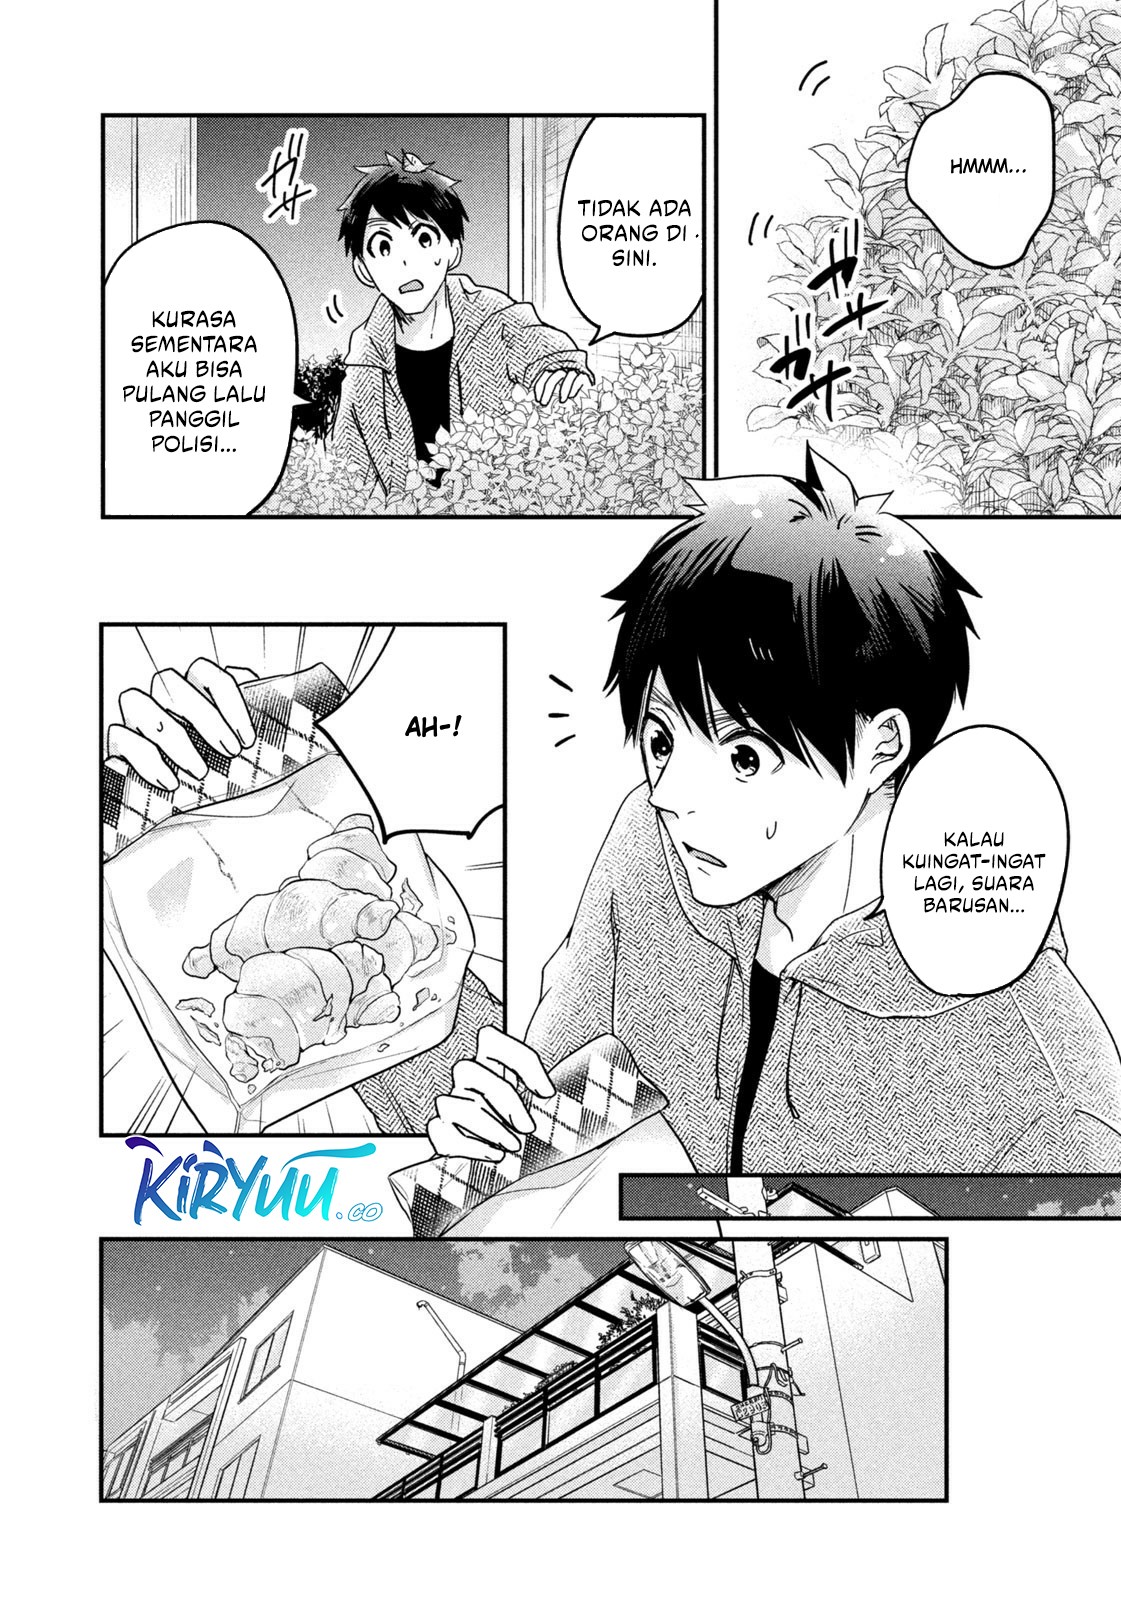 HMMM...
TIDAK ADA
ORANG DI
SINI.
KURASA
SEMENTARA
AKU BISA
PULANG LALU
PANGGIL
POLISI...
KALAU
KUINGAT-INGAT
LAGI, SUARA
BARUSAN...
AH-!
KIRYUU.CO